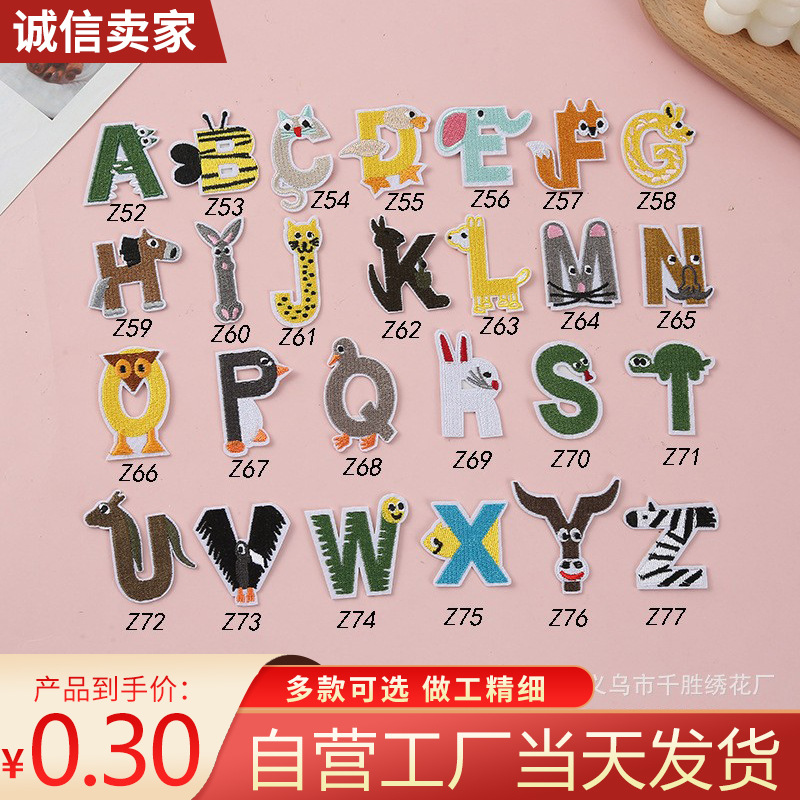 诚信卖家
A B C D E F G
Z52 Z53 Z54 Z55 Z56 Z57 Z58
H I J K L M N
Z59 Z60 Z61 Z62 Z63 Z64 Z65
O P Q R S T
Z66 Z67 Z68 Z69 Z70 Z71
U V W X Y Z
Z72 Z73 Z74 Z75 Z76 Z77
义乌市千胜绣花厂
产品到手价：
¥0.30
多款可选 做工精细
自营工厂当天发货